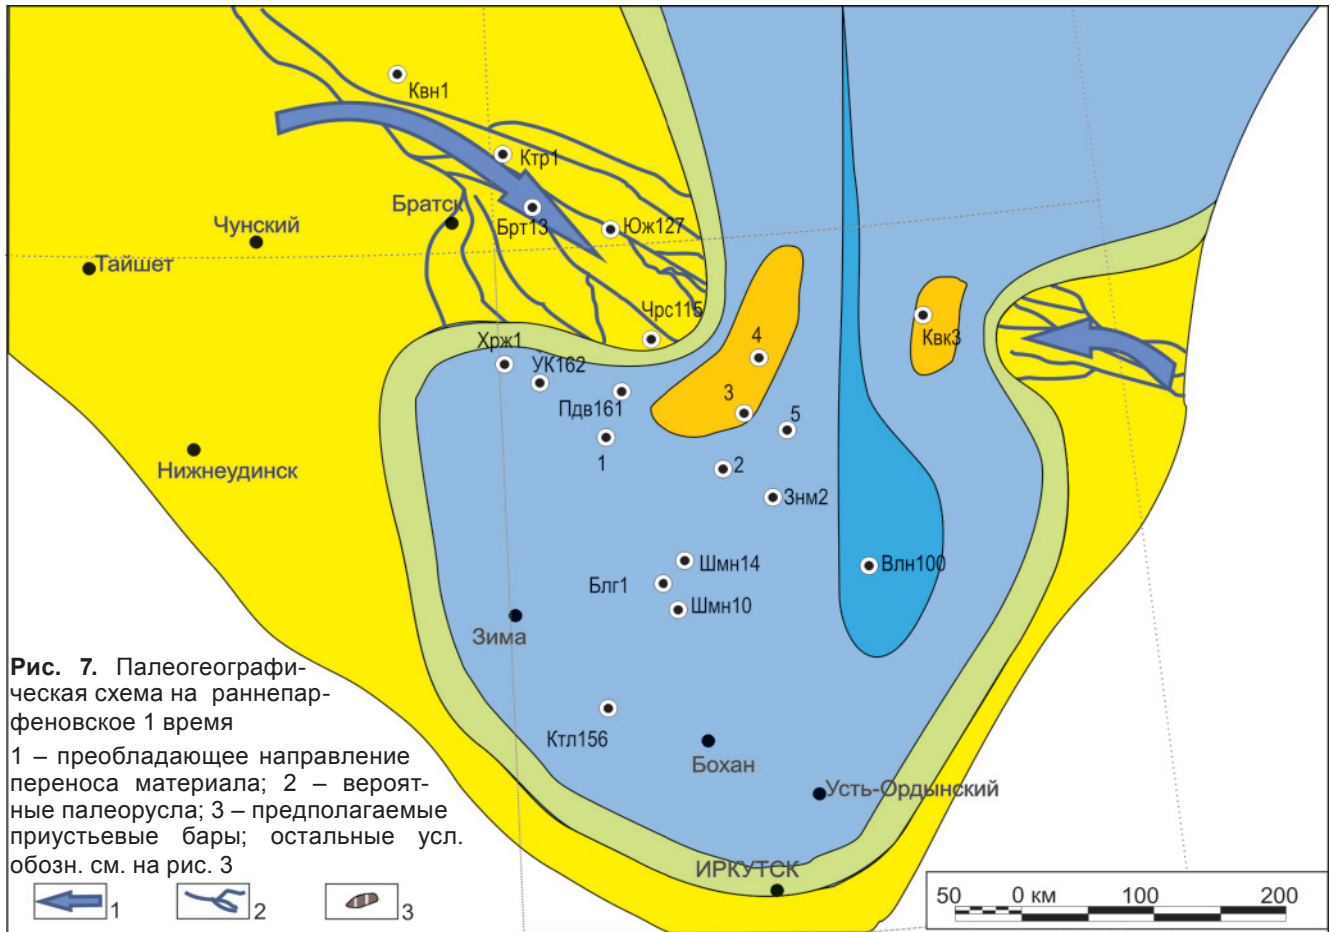 Квн1
Ктр1
Братск
Брт13
Юж127
Чунский
Тайшет
Чрс115
Хрж1
УК162
4
Квк3
Пдв161
3
5
1
2
Нижнеудинск
Знм2
Шмн14
Влн100
Блг1
Шмн10
Зима
Ктл156
Бохан
Усть-Ордынский
ИРКУТСК
Рис. 7. Палеогеографи-
ческая схема на раннепар-
феновское 1 время
1 – преобладающее направление
переноса материала; 2 – вероят-
ные палеорусла; 3 – предполагаемые
приустьевые бары; остальные усл.
обозн. см. на рис. 3
1 2 3
50 0 км 100 200